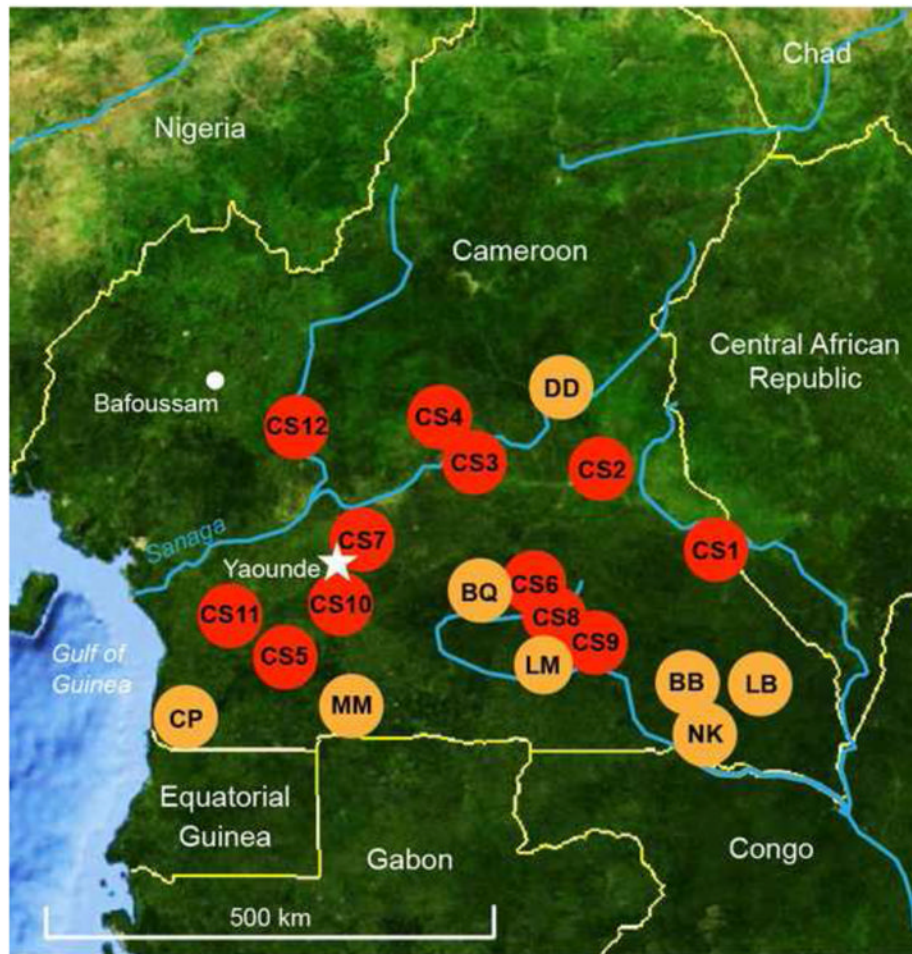 Chad
Nigeria
Cameroon
Central African
Republic
DD
Bafoussam
CS4
CS12
CS3
CS2
Sanaga
CS7
CS1
Yaounde
BQ
CS6
CS10
CS11
CS8
CS9
Gulf of
Guinea
CS5
LM
BB
LB
CP
MM
NK
Equatorial
Guinea
Gabon
Congo
500 km